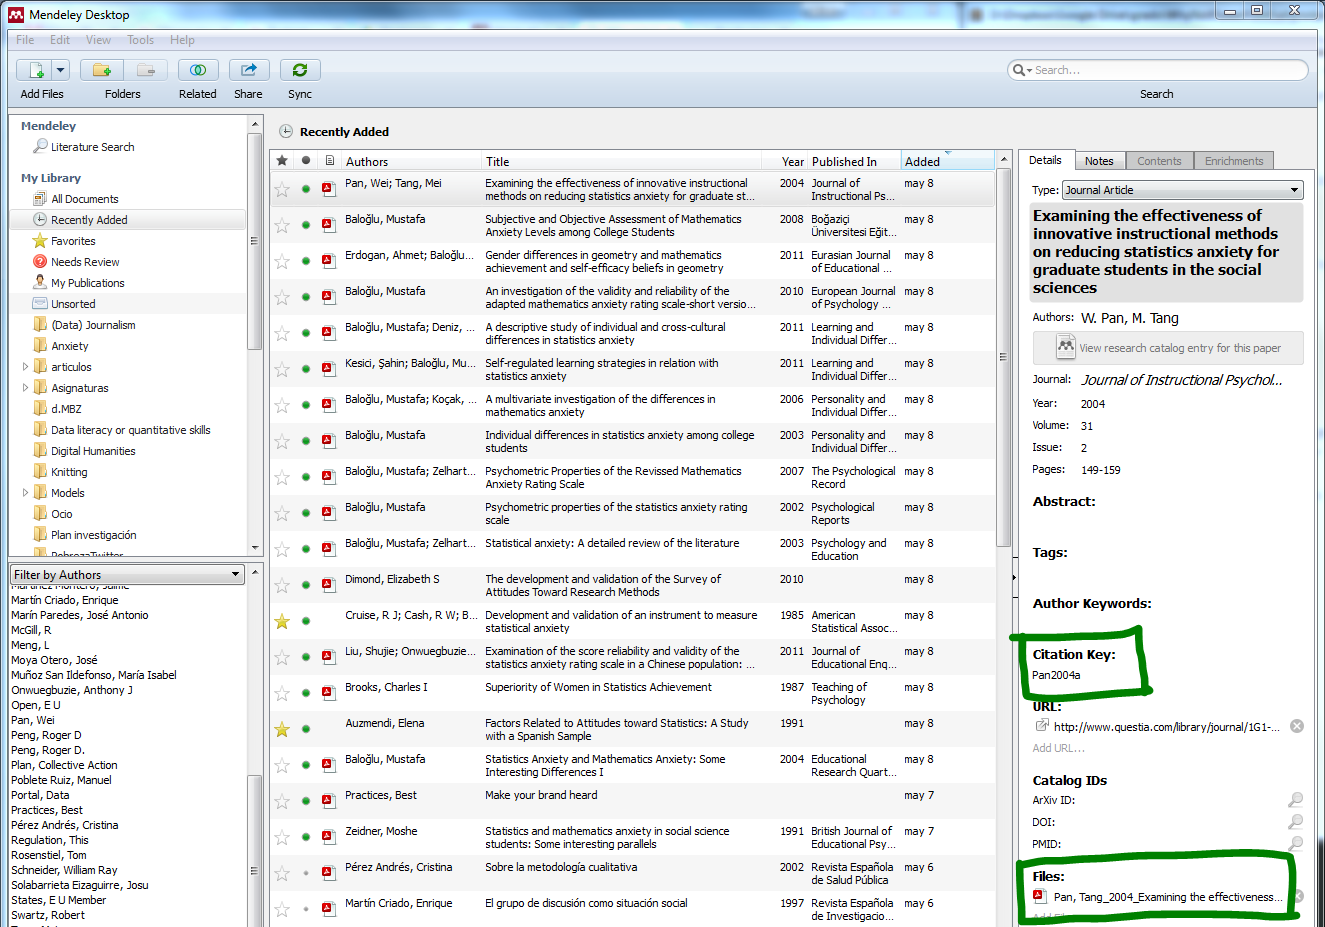 Mendeley Desktop
File Edit View Tools Help
Add Files Folders Related Share Sync
Search...
Search
Mendeley
Literature Search
My Library
All Documents
Recently Added
Favorites
Needs Review
My Publications
Unsorted
(Data) Journalism
Anxiety
articulos
Asignaturas
d.MBZ
Data literacy or quantitative skills
Digital Humanities
Knitting
Models
Ocio
Plan investigación
PobrezaTwitter
Filter by Authors
Martínez Montero, Jaime
Martín Criado, Enrique
Marín Paredes, José Antonio
McGill, R
Meng, L
Moya Otero, José
Muñoz San Ildefonso, María Isabel
Onwuegbuzie, Anthony J
Open, E U
Pan, Wei
Peng, Roger D
Peng, Roger D.
Plan, Collective Action
Poblete Ruiz, Manuel
Portal, Data
Practices, Best
Pérez Andrés, Cristina
Regulation, This
Rosenstiel, Tom
Schneider, William Ray
Solabarrieta Eizaguirre, Josu
States, E U Member
Swartz, Robert
Recently Added
Authors Title Year Published In Added
Pan, Wei; Tang, Mei Examining the effectiveness of innovative instructional 2004 Journal of may 8
methods on reducing statistics anxiety for graduate st... Instructional Ps...
Baloğlu, Mustafa Subjective and Objective Assessment of Mathematics 2008 Boğaziçi may 8
Anxiety Levels among College Students Üniversitesi Eğit...
Erdogan, Ahmet; Baloğlu... Gender differences in geometry and mathematics 2011 Eurasian Journal may 8
achievement and self-efficacy beliefs in geometry of Educational ...
Baloğlu, Mustafa An investigation of the validity and reliability of the 2010 European Journal may 8
adapted mathematics anxiety rating scale-short versio... of Psychology ...
Baloğlu, Mustafa; Deniz, ... A descriptive study of individual and cross-cultural 2011 Learning and may 8
differences in statistics anxiety Individual Differ...
Kesici, Şahin; Baloğlu, Mu... Self-regulated learning strategies in relation with 2011 Learning and may 8
statistics anxiety Individual Differ...
Baloğlu, Mustafa; Koçak, ... A multivariate investigation of the differences in 2006 Personality and may 8
mathematics anxiety Individual Differ...
Baloğlu, Mustafa Individual differences in statistics anxiety among college 2003 Personality and may 8
students Individual Differ...
Baloğlu, Mustafa; Zelhart... Psychometric Properties of the Revissed Mathematics 2007 The Psychological may 8
Anxiety Rating Scale Record
Baloğlu, Mustafa Psychometric properties of the statistics anxiety rating 2002 Psychological may 8
scale Reports
Baloğlu, Mustafa; Zelhart... Statistical anxiety: A detailed review of the literature 2003 Psychology and may 8
Education
Dimond, Elizabeth S The development and validation of the Survey of 2010 may 8
Attitudes Toward Research Methods
Cruise, R J; Cash, R W; B... Development and validation of an instrument to measure 1985 American may 8
statistical anxiety Statistical Assoc...
Liu, Shujie; Onwuegbuzie... Examination of the score reliability and validity of the 2011 Journal of may 8
statistics anxiety rating scale in a Chinese population: ... Educational Enq...
Brooks, Charles I Superiority of Women in Statistics Achievement 1987 Teaching of may 8
Psychology
Auzmendi, Elena Factors Related to Attitudes toward Statistics: A Study 1991 may 8
with a Spanish Sample
Baloğlu, Mustafa Statistics Anxiety and Mathematics Anxiety: Some 2004 Educational may 8
Interesting Differences I Research Quart...
Practices, Best Make your brand heard may 7
Zeidner, Moshe Statistics and mathematics anxiety in social science 1991 British Journal of may 7
students: Some interesting parallels Educational Psy...
Pérez Andrés, Cristina Sobre la metodología cualitativa 2002 Revista Española may 6
de Salud Pública
Martín Criado, Enrique El grupo de discusión como situación social 1997 Revista Española may 6
de Investigacio...
Details Notes Contents Enrichments
Type: Journal Article
Examining the effectiveness of
innovative instructional methods
on reducing statistics anxiety for
graduate students in the social
sciences
Authors: W. Pan, M. Tang
View research catalog entry for this paper
Journal: Journal of Instructional Psychol...
Year: 2004
Volume: 31
Issue: 2
Pages: 149-159
Abstract:
Tags:
Author Keywords:
Citation Key:
Pan2004a
URL:
http://www.questia.com/library/journal/1G1-...
Add URL...
Catalog IDs
ArXiv ID:
DOI:
PMID:
Files:
Pan, Tang_2004_Examining the effectiveness...